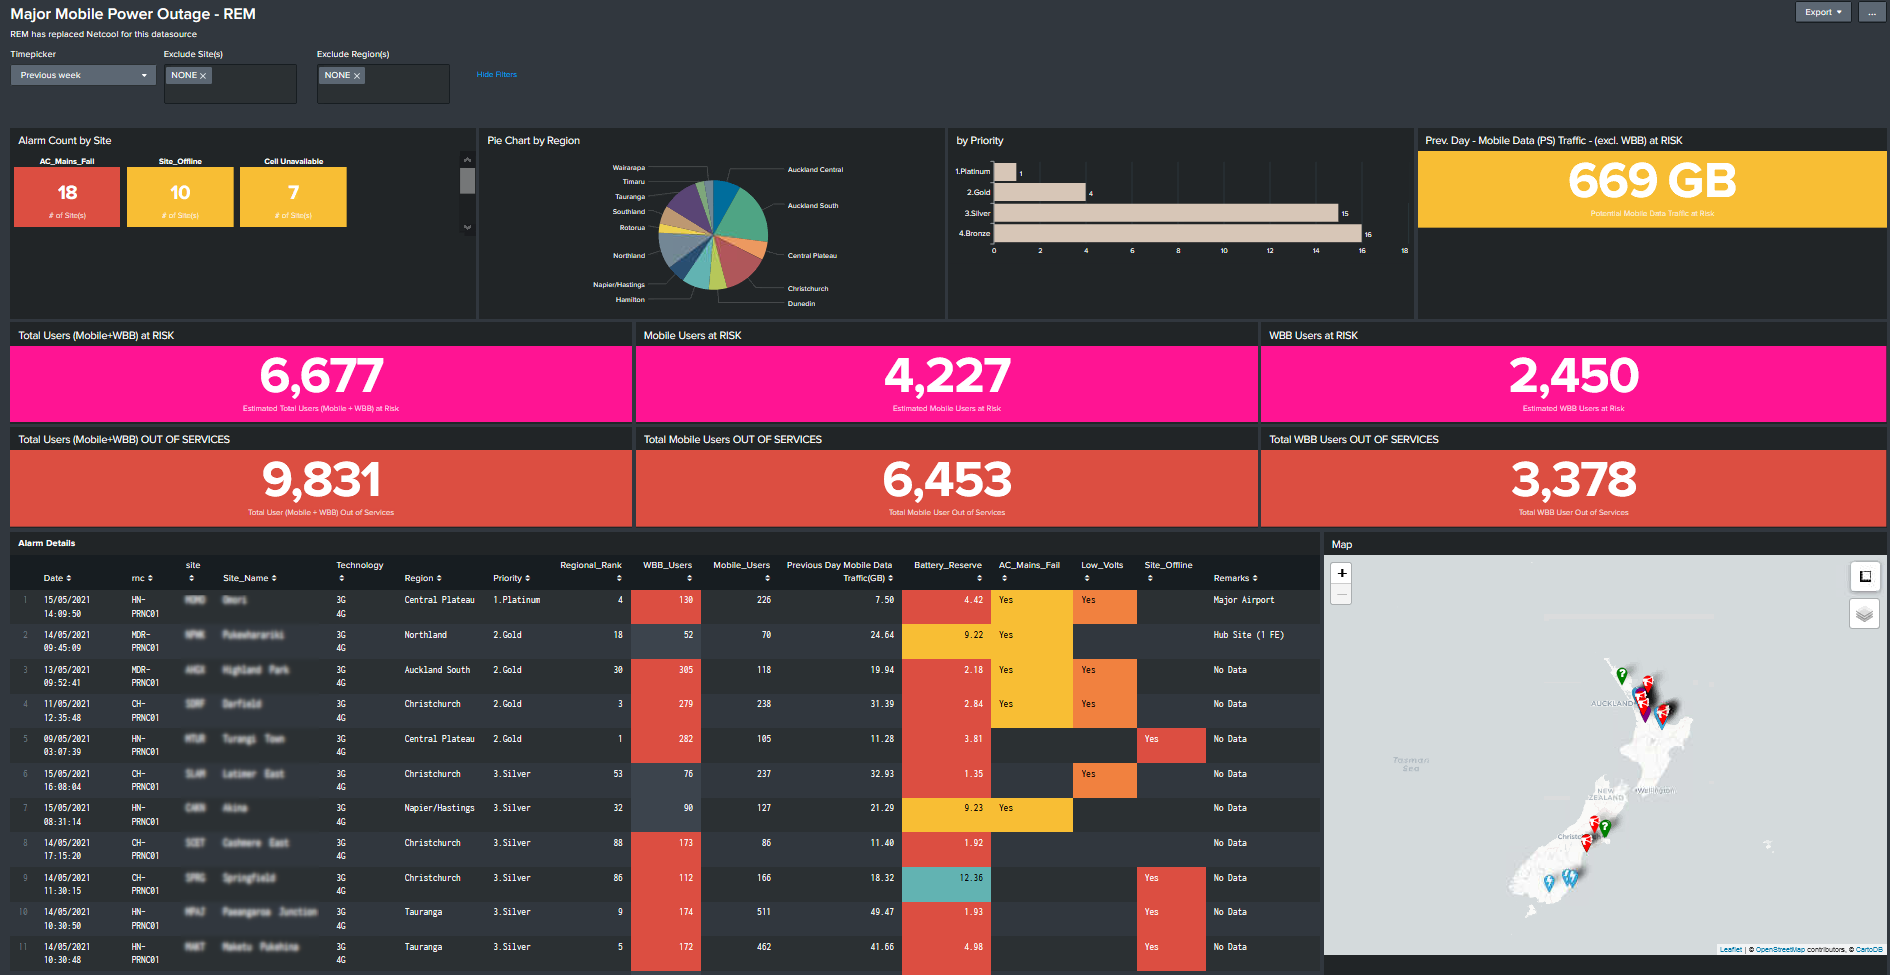 Major Mobile Power Outage - REM
Export
...
REM has replaced Netcool for this datasource
Timepicker
Exclude Site(s)
Exclude Region(s)
Previous week
NONE ×
NONE ×
Hide Filters
Alarm Count by Site
AC_Mains_Fail
Site_Offline
Cell Unavailable
18
10
7
# of Site(s)
# of Site(s)
# of Site(s)
Pie Chart by Region
Wairarapa
Timaru
Tauranga
Southland
Rotorua
Northland
Napier/Hastings
Hamilton
Auckland Central
Auckland South
Central Plateau
Christchurch
Dunedin
by Priority
1.Platinum
1
2.Gold
4
3.Silver
15
4.Bronze
16
0 2 4 6 8 10 12 14 16 18
Prev. Day - Mobile Data (PS) Traffic - (excl. WBB) at RISK
669 GB
Potential Mobile Data Traffic at Risk
Total Users (Mobile+WBB) at RISK
6,677
Estimated Total Users (Mobile + WBB) at Risk
Mobile Users at RISK
4,227
Estimated Mobile Users at Risk
WBB Users at RISK
2,450
Estimated WBB Users at Risk
Total Users (Mobile+WBB) OUT OF SERVICES
9,831
Total User (Mobile + WBB) Out of Services
Total Mobile Users OUT OF SERVICES
6,453
Total Mobile User Out of Services
Total WBB Users OUT OF SERVICES
3,378
Total WBB User Out of Services
Alarm Details
Date rnc site Site_Name Technology Region Priority Regional_Rank WBB_Users Mobile_Users Previous Day Mobile Data Traffic(GB) Battery_Reserve AC_Mains_Fail Low_Volts Site_Offline Remarks
1 15/05/2021 HN- 3G Central Plateau 1.Platinum 4 130 226 7.50 4.42 Yes Yes Major Airport
14:09:50 PRNC01 4G
2 14/05/2021 MDR- 3G Northland 2.Gold 18 52 70 24.64 9.22 Yes Hub Site (1 FE)
09:45:09 PRNC01 4G
3 13/05/2021 MDR- 3G Auckland South 2.Gold 30 305 118 19.94 2.18 Yes Yes No Data
09:52:41 PRNC01 4G
4 11/05/2021 CH- 3G Christchurch 2.Gold 3 279 238 31.39 2.84 Yes Yes No Data
12:35:48 PRNC01 4G
5 09/05/2021 HN- 3G Central Plateau 2.Gold 1 282 105 11.28 3.81 Yes No Data
03:07:39 PRNC01 4G
6 15/05/2021 CH- 3G Christchurch 3.Silver 53 76 237 32.93 1.35 Yes No Data
16:08:04 PRNC01 4G
7 15/05/2021 HN- 3G Napier/Hastings 3.Silver 32 90 127 21.29 9.23 Yes No Data
08:31:14 PRNC01 4G
8 14/05/2021 CH- 3G Christchurch 3.Silver 88 173 86 11.40 1.92 No Data
17:15:20 PRNC01 4G
9 14/05/2021 CH- 3G Christchurch 3.Silver 86 112 166 18.32 12.36 Yes No Data
11:30:15 PRNC01 4G
10 14/05/2021 HN- 3G Tauranga 3.Silver 9 174 511 49.47 1.93 Yes No Data
10:30:50 PRNC01 4G
11 14/05/2021 HN- 3G Tauranga 3.Silver 5 172 462 41.66 4.98 Yes No Data
10:30:48 PRNC01 4G
Map
+
−
AUCKLAND
Tasman
Sea
NEW
ZEALAND
Wellington
Christc
Leaflet | © OpenStreetMap contributors, © CartoDB